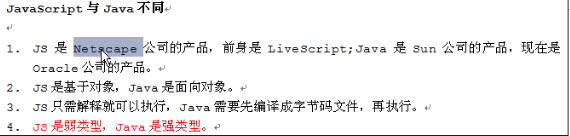 JavaScript 与 Java 不同
1. JS 是 Netscape 公司的产品，前身是 LiveScript;Java 是 Sun 公司的产品，现在是
Oracle 公司的产品。
2. JS 是基于对象，Java 是面向对象。
3. JS 只需解释就可以执行，Java 需要先编译成字节码文件，再执行。
4. JS 是弱类型，Java 是强类型。